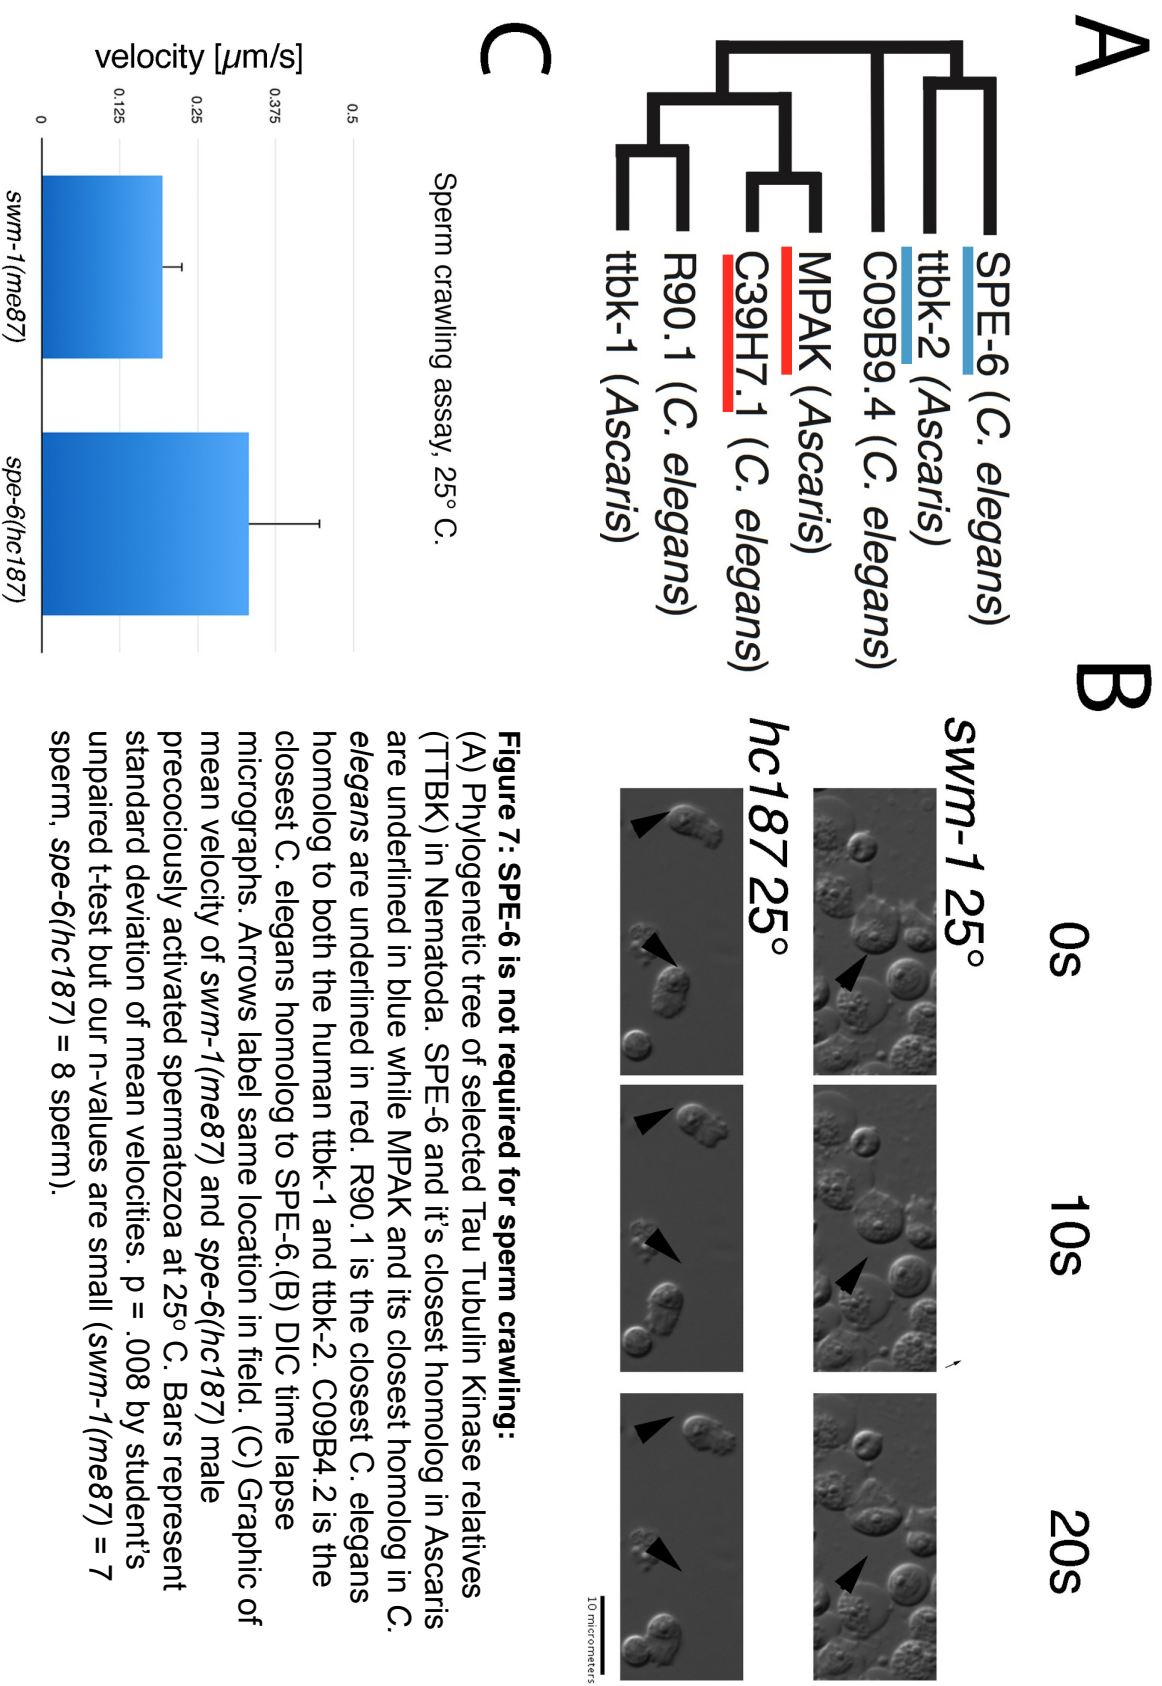 A
SPE-6 (C. elegans)
ttbk-2 (Ascaris)
C09B9.4 (C. elegans)
MPAK (Ascaris)
C39H7.1 (C. elegans)
R90.1 (C. elegans)
ttbk-1 (Ascaris)
B
0s
10s
20s
swm-1 25°
hc187 25°
10 micrometers
C
Sperm crawling assay, 25° C.
velocity [µm/s]
0.5
0.375
0.25
0.125
0
swm-1(me87)
spe-6(hc187)
Figure 7: SPE-6 is not required for sperm crawling:
(A) Phylogenetic tree of selected Tau Tubulin Kinase relatives
(TTBK) in Nematoda. SPE-6 and it's closest homolog in Ascaris
are underlined in blue while MPAK and its closest homolog in C.
elegans are underlined in red. R90.1 is the closest C. elegans
homolog to both the human ttbk-1 and ttbk-2. C09B4.2 is the
closest C. elegans homolog to SPE-6.(B) DIC time lapse
micrographs. Arrows label same location in field. (C) Graphic of
mean velocity of swm-1(me87) and spe-6(hc187) male
precociously activated spermatozoa at 25º C. Bars represent
standard deviation of mean velocities. p = .008 by student's
unpaired t-test but our n-values are small (swm-1(me87) = 7
sperm, spe-6(hc187) = 8 sperm).